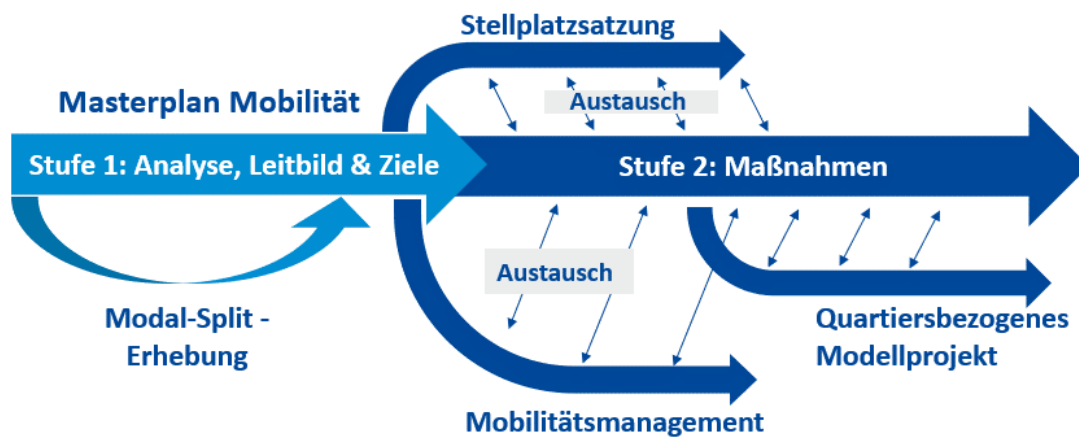 Stellplatzsatzung
Masterplan Mobilität
Austausch
Stufe 1: Analyse, Leitbild & Ziele
Stufe 2: Maßnahmen
Austausch
Modal-Split -
Erhebung
Quartiersbezogenes
Modellprojekt
Mobilitätsmanagement